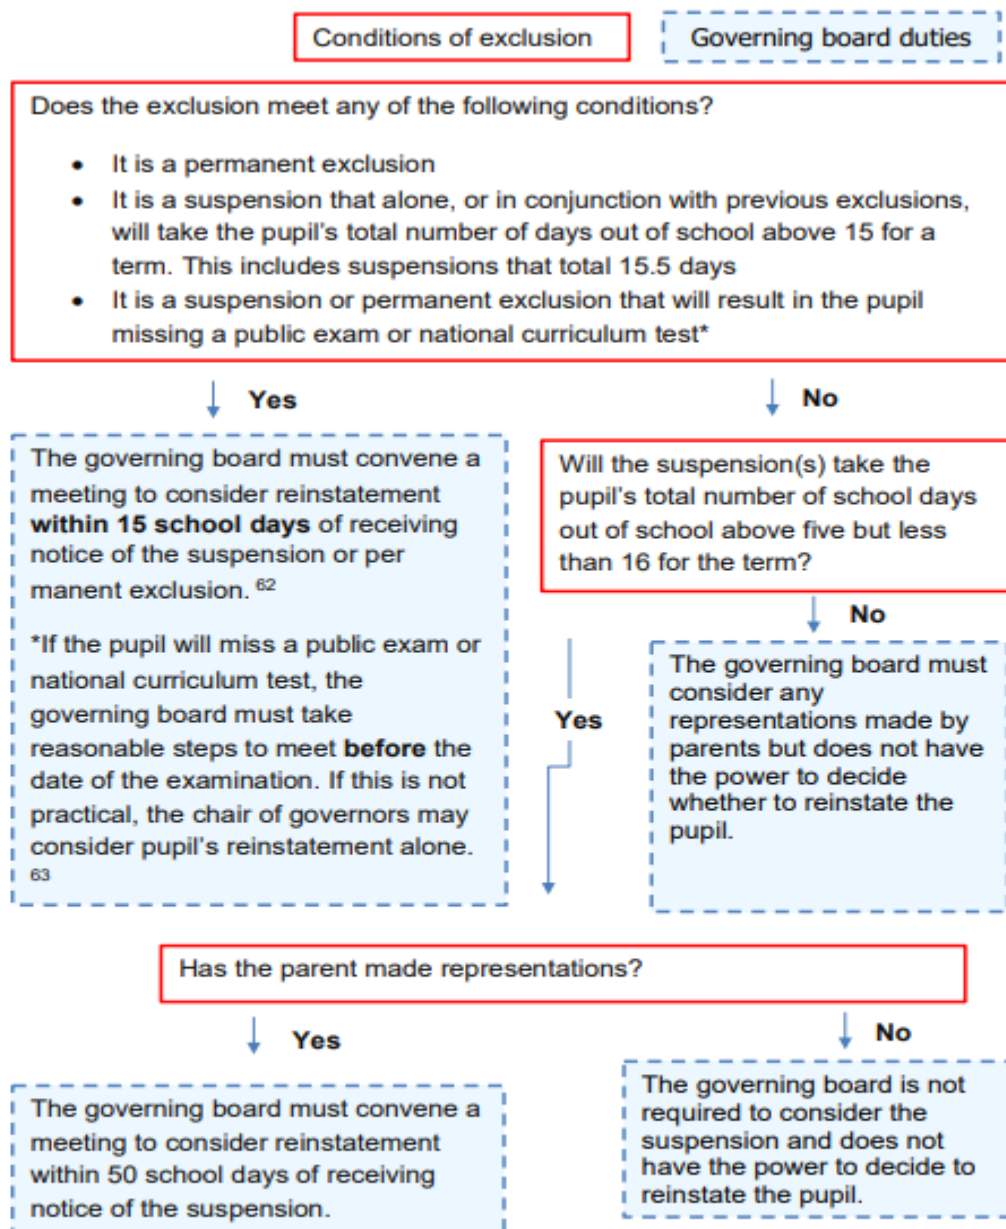 Conditions of exclusion
Governing board duties
Does the exclusion meet any of the following conditions?
• It is a permanent exclusion
• It is a suspension that alone, or in conjunction with previous exclusions,
will take the pupil's total number of days out of school above 15 for a
term. This includes suspensions that total 15.5 days
• It is a suspension or permanent exclusion that will result in the pupil
missing a public exam or national curriculum test*
Yes
No
The governing board must convene a
meeting to consider reinstatement
within 15 school days of receiving
notice of the suspension or per
manent exclusion. 62
*If the pupil will miss a public exam or
national curriculum test, the
governing board must take
reasonable steps to meet before the
date of the examination. If this is not
practical, the chair of governors may
consider pupil's reinstatement alone.
63
Will the suspension(s) take the
pupil's total number of school days
out of school above five but less
than 16 for the term?
Yes
No
The governing board must
consider any
representations made by
parents but does not have
the power to decide
whether to reinstate the
pupil.
Has the parent made representations?
Yes
No
The governing board must convene a
meeting to consider reinstatement
within 50 school days of receiving
notice of the suspension.
The governing board is not
required to consider the
suspension and does not
have the power to decide to
reinstate the pupil.